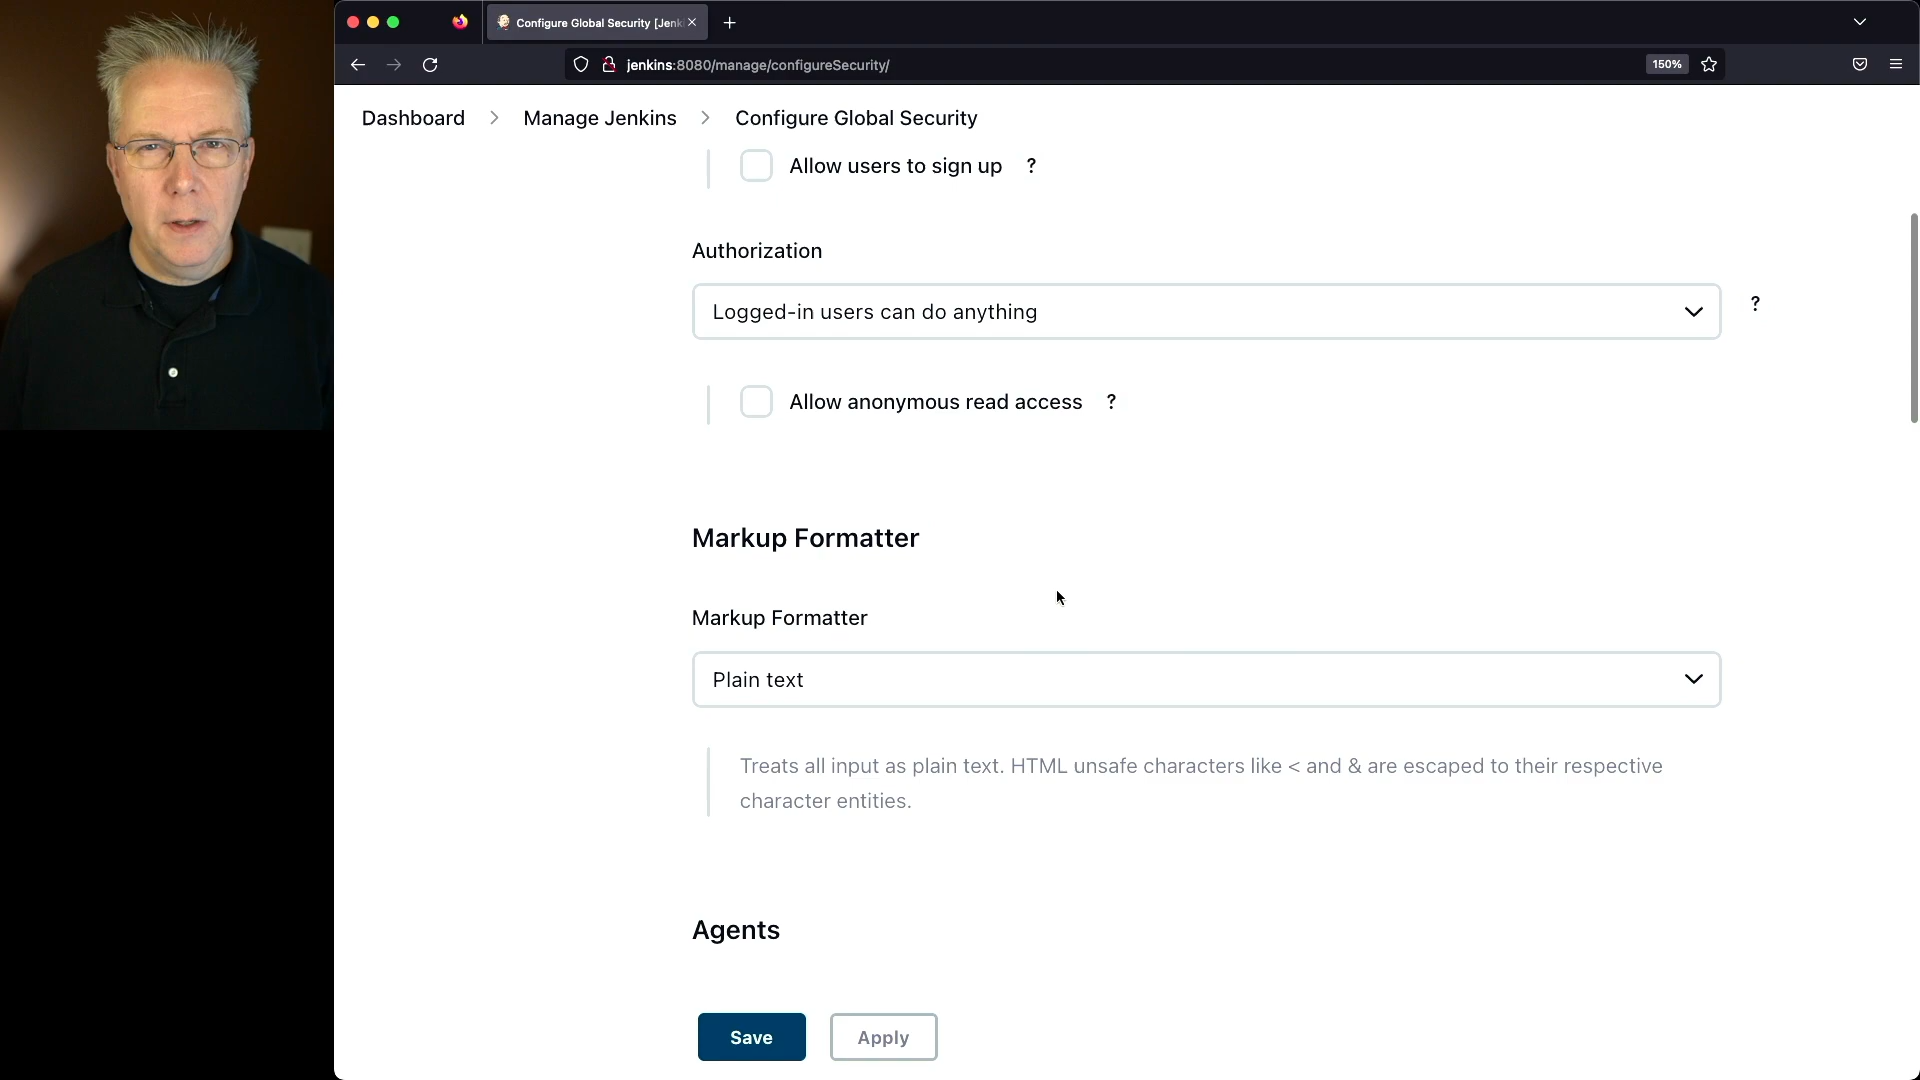 Configure Global Security [Jenk
jenkins:8080/manage/configureSecurity/
150%
Dashboard > Manage Jenkins > Configure Global Security
Allow users to sign up ?
Authorization
Logged-in users can do anything
?
Allow anonymous read access ?
Markup Formatter
Markup Formatter
Plain text
Treats all input as plain text. HTML unsafe characters like < and & are escaped to their respective
character entities.
Agents
Save
Apply